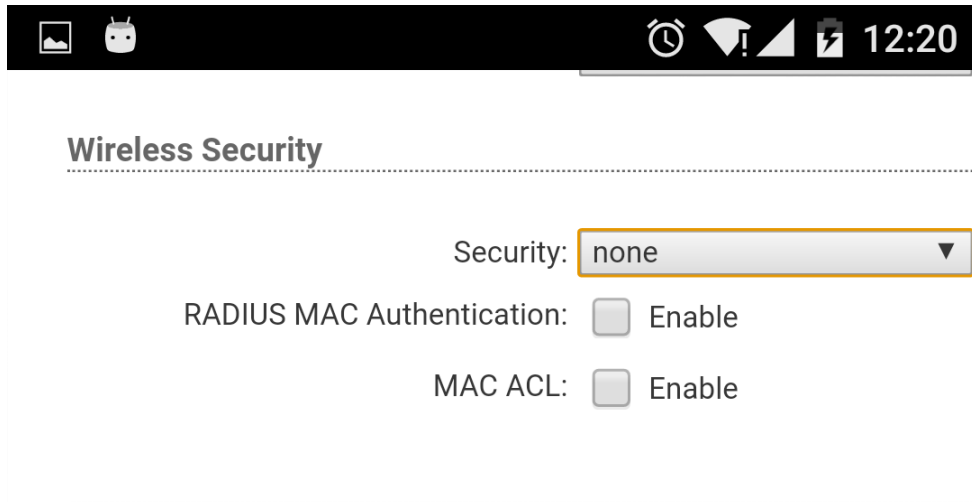 12:20
Wireless Security
Security: none
RADIUS MAC Authentication: Enable
MAC ACL: Enable